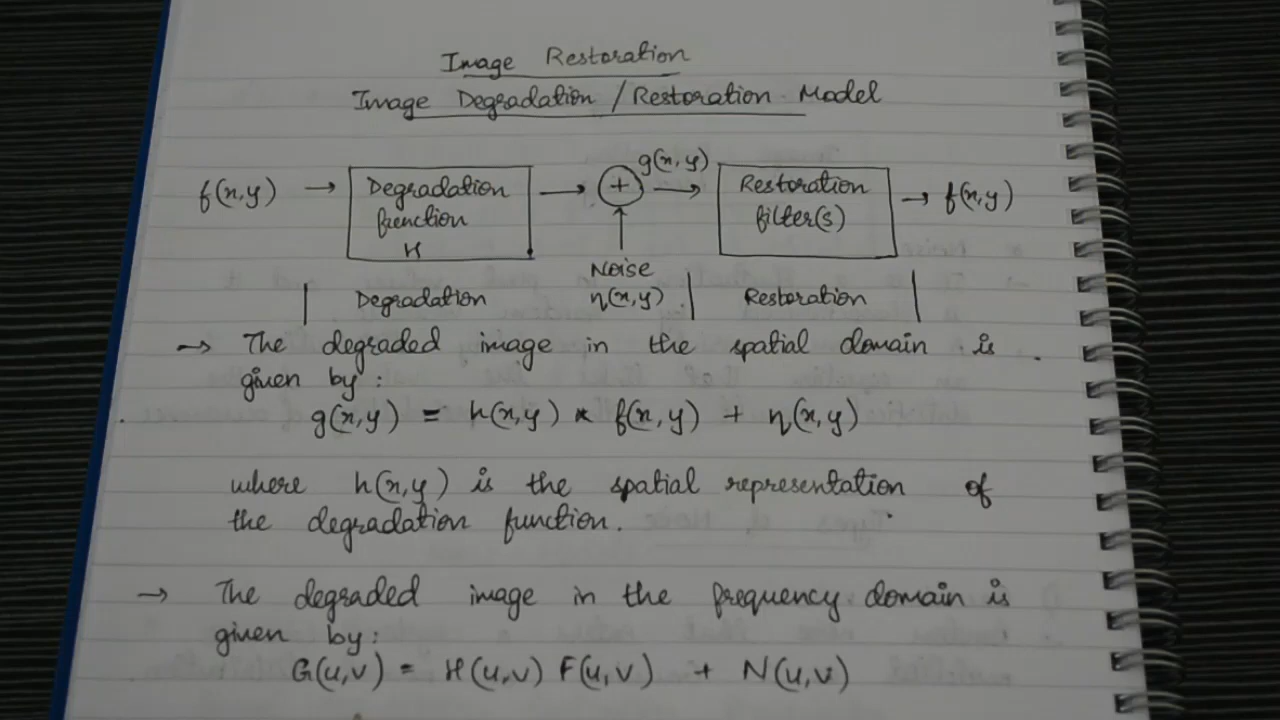 Image Restoration
Image Degradation / Restoration Model
f(x,y) → Degradation function H → + g(x,y) → Restoration filter(s) → f(x,y)
Noise η(x,y)
Degradation
Restoration
→ The degraded image in the spatial domain is
given by :
g(x,y) = h(x,y) * f(x,y) + η(x,y)
where h(x,y) is the spatial representation of
the degradation function.
→ The degraded image in the frequency domain is
given by :
G(u,v) = H(u,v) F(u,v) + N(u,v)